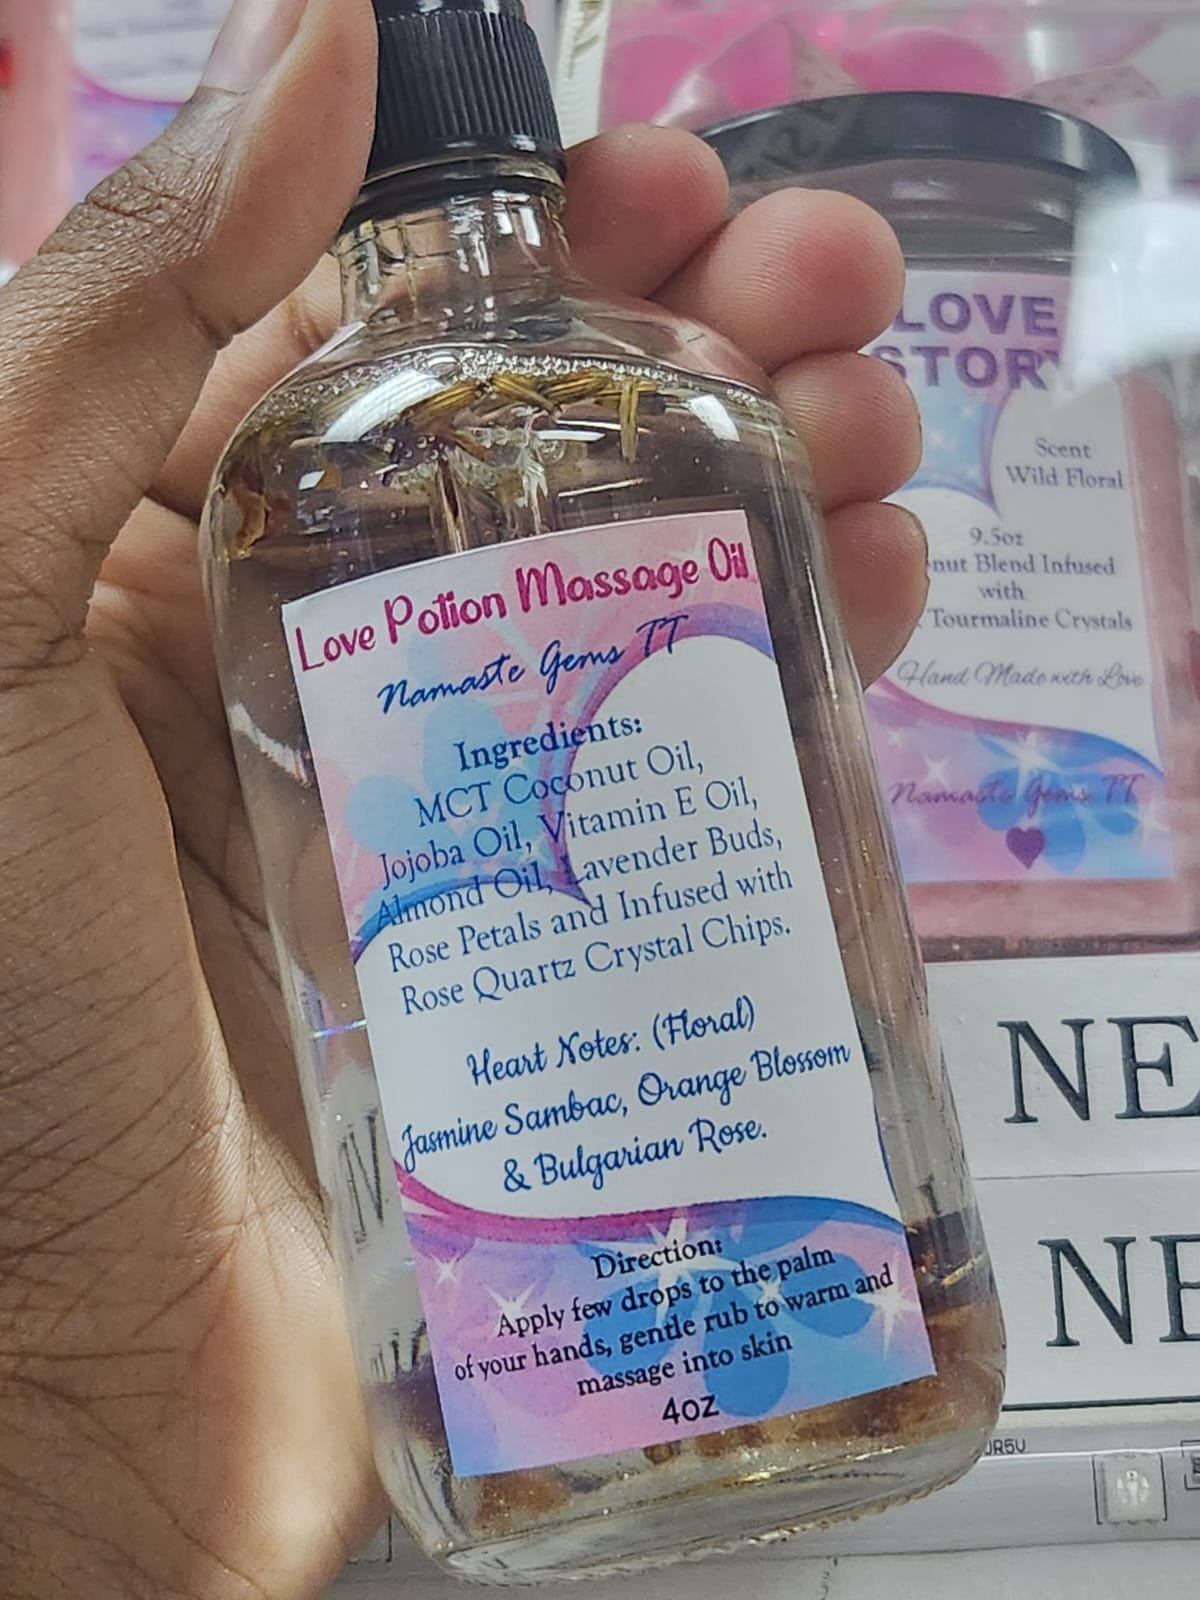 Love Potion Massage Oil
Namaste Gems TT
Ingredients:
MCT Coconut Oil,
Jojoba Oil, Vitamin E Oil,
Almond Oil, Lavender Buds,
Rose Petals and Infused with
Rose Quartz Crystal Chips.
Heart Notes: (Floral)
Jasmine Sambac, Orange Blossom
& Bulgarian Rose.
Direction:
Apply few drops to the palm
of your hands, gentle rub to warm and
massage into skin
4oz
LOVE
STORY
Scent
Wild Floral
9.5oz
nut Blend Infused
with
Tourmaline Crystals
Hand Made with Love
Namaste Gems TT
NE
NE